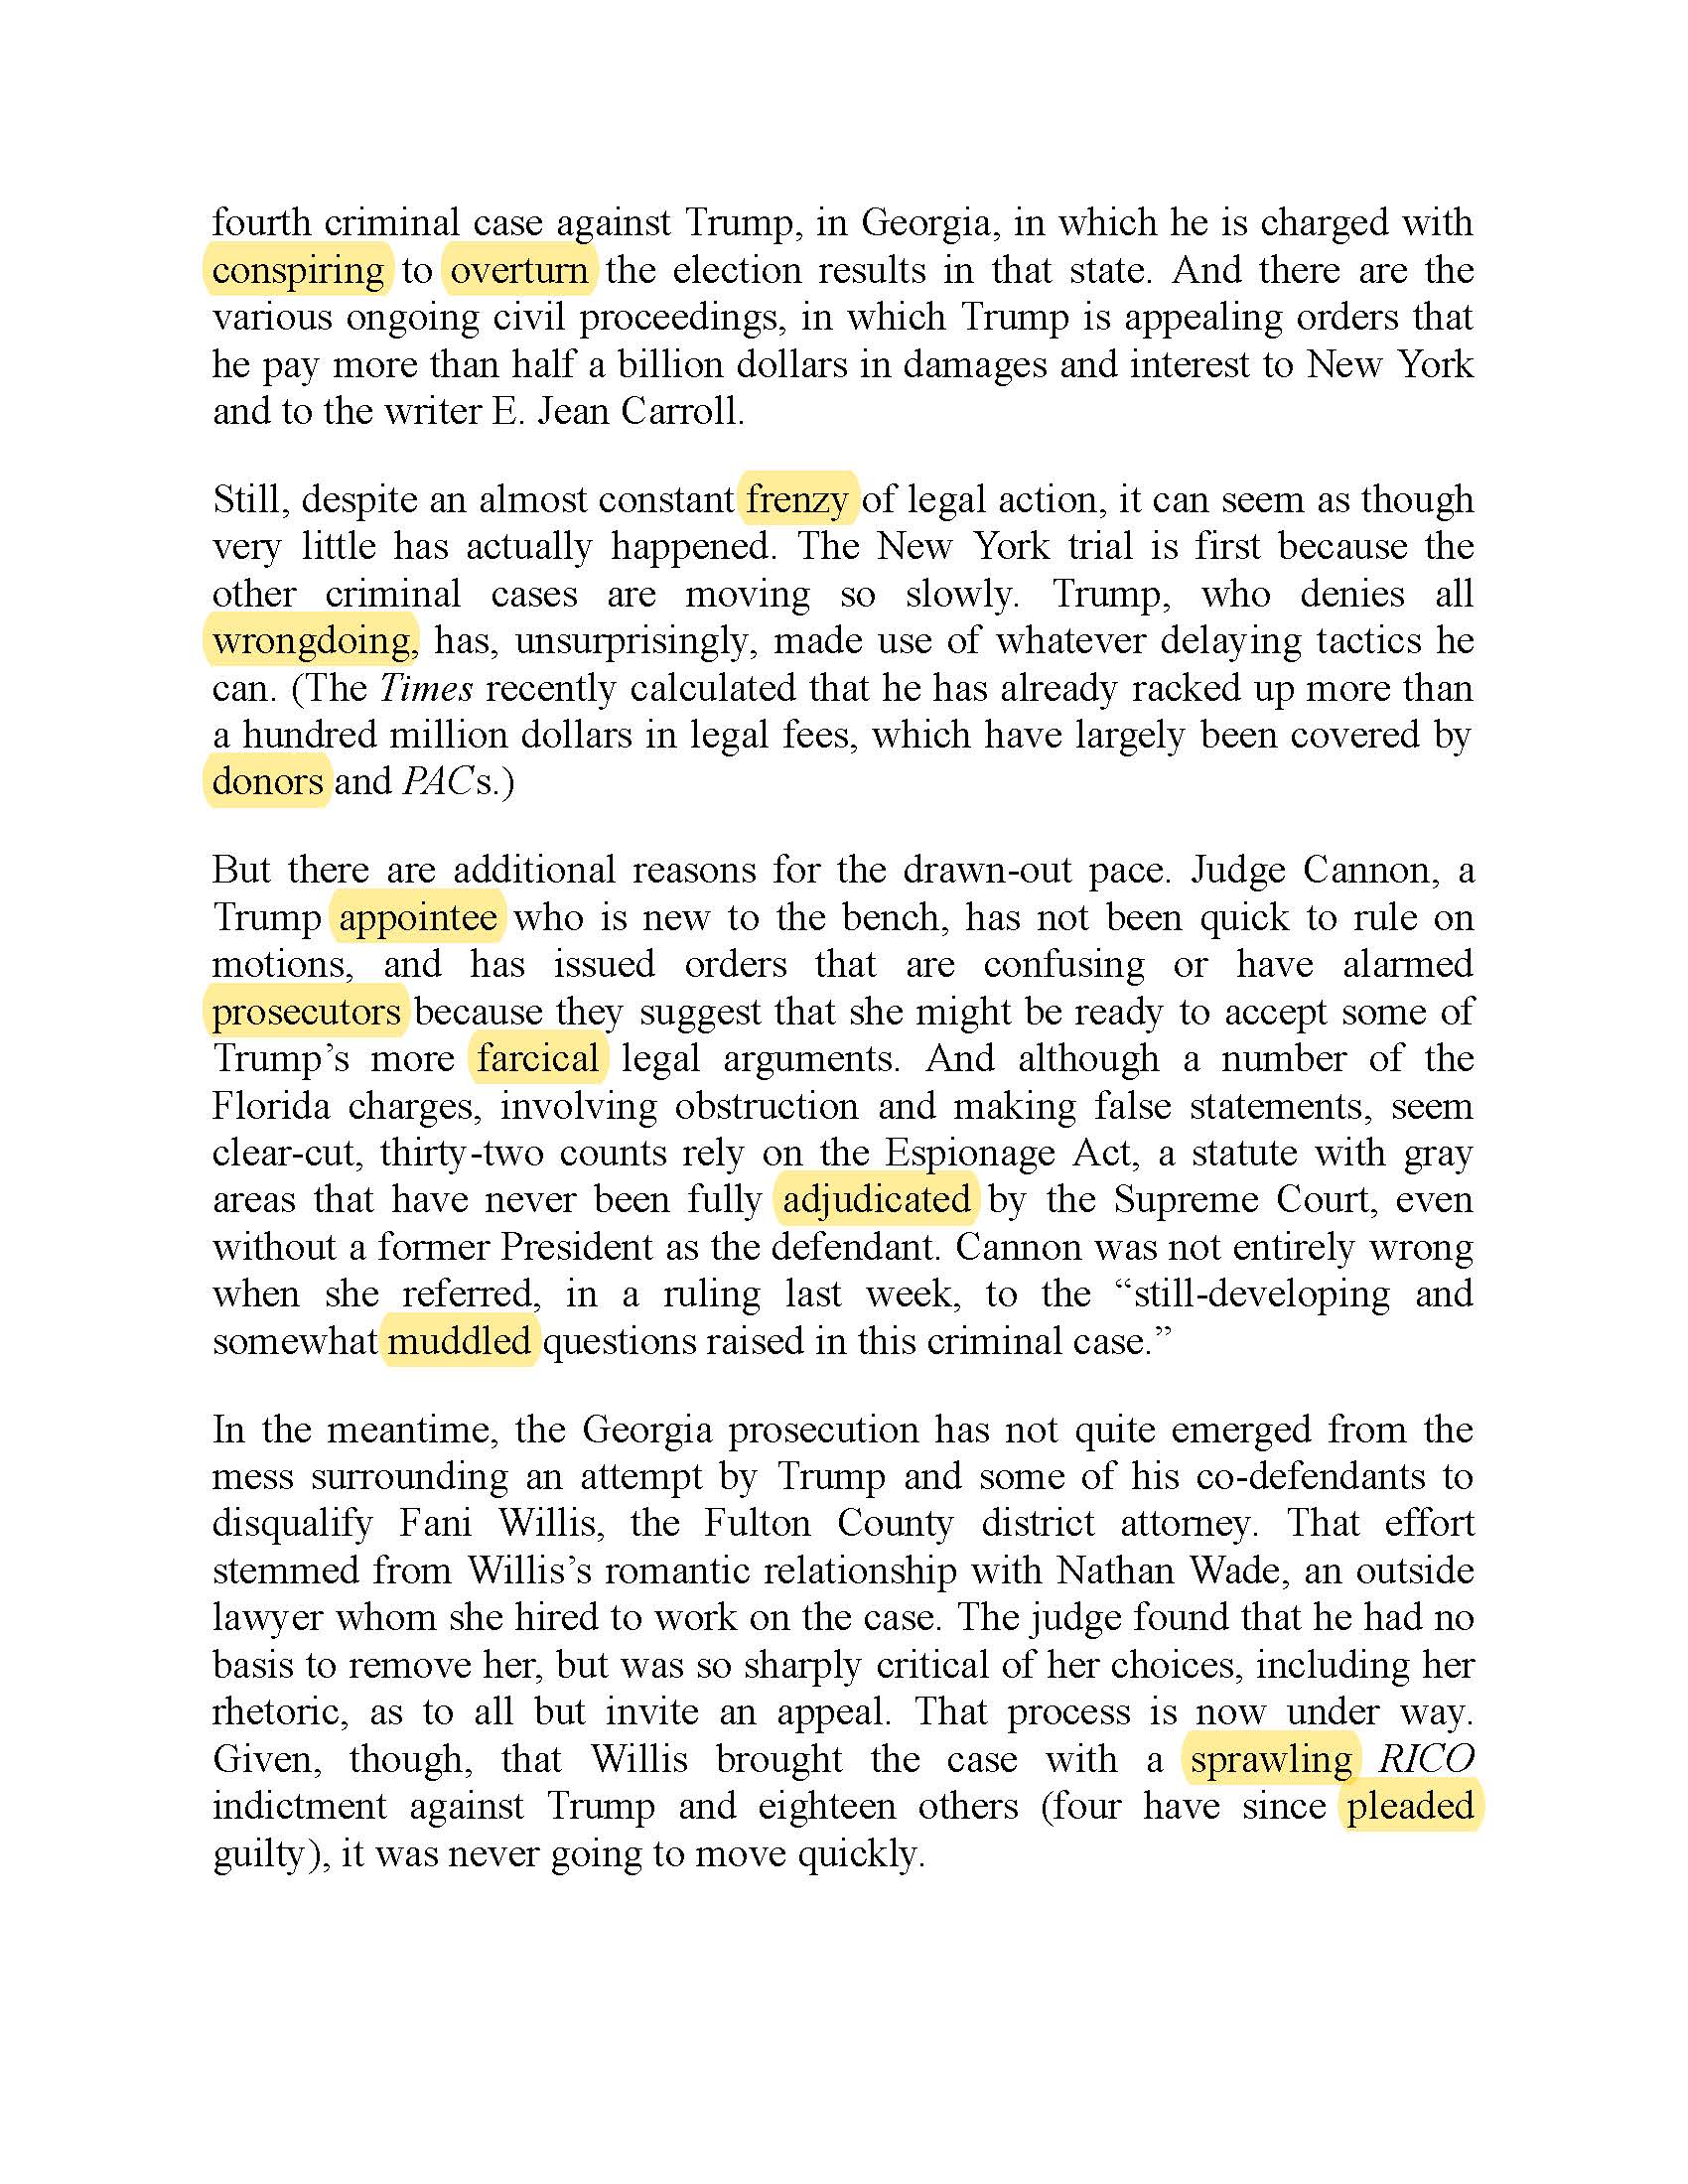 fourth criminal case against Trump, in Georgia, in which he is charged with
conspiring to overturn the election results in that state. And there are the
various ongoing civil proceedings, in which Trump is appealing orders that
he pay more than half a billion dollars in damages and interest to New York
and to the writer E. Jean Carroll.
Still, despite an almost constant frenzy of legal action, it can seem as though
very little has actually happened. The New York trial is first because the
other criminal cases are moving so slowly. Trump, who denies all
wrongdoing, has, unsurprisingly, made use of whatever delaying tactics he
can. (The Times recently calculated that he has already racked up more than
a hundred million dollars in legal fees, which have largely been covered by
donors and PACs.)
But there are additional reasons for the drawn-out pace. Judge Cannon, a
Trump appointee who is new to the bench, has not been quick to rule on
motions, and has issued orders that are confusing or have alarmed
prosecutors because they suggest that she might be ready to accept some of
Trump’s more farcical legal arguments. And although a number of the
Florida charges, involving obstruction and making false statements, seem
clear-cut, thirty-two counts rely on the Espionage Act, a statute with gray
areas that have never been fully adjudicated by the Supreme Court, even
without a former President as the defendant. Cannon was not entirely wrong
when she referred, in a ruling last week, to the “still-developing and
somewhat muddled questions raised in this criminal case.”
In the meantime, the Georgia prosecution has not quite emerged from the
mess surrounding an attempt by Trump and some of his co-defendants to
disqualify Fani Willis, the Fulton County district attorney. That effort
stemmed from Willis’s romantic relationship with Nathan Wade, an outside
lawyer whom she hired to work on the case. The judge found that he had no
basis to remove her, but was so sharply critical of her choices, including her
rhetoric, as to all but invite an appeal. That process is now under way.
Given, though, that Willis brought the case with a sprawling RICO
indictment against Trump and eighteen others (four have since pleaded
guilty), it was never going to move quickly.